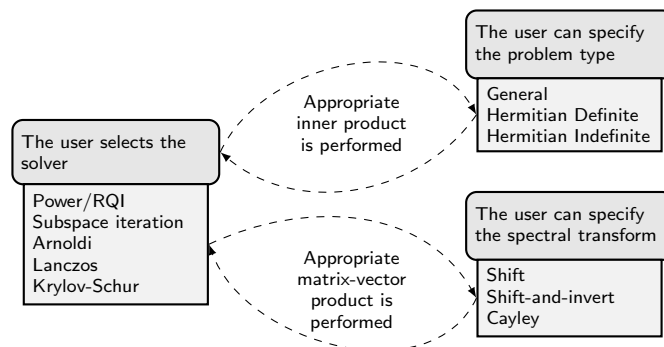 The user can specify
the problem type
General
Hermitian Definite
Hermitian Indefinite
Appropriate
inner product
is performed
The user selects the
solver
Power/RQI
Subspace iteration
Arnoldi
Lanczos
Krylov-Schur
The user can specify
the spectral transform
Shift
Shift-and-invert
Cayley
Appropriate
matrix-vector
product is
performed